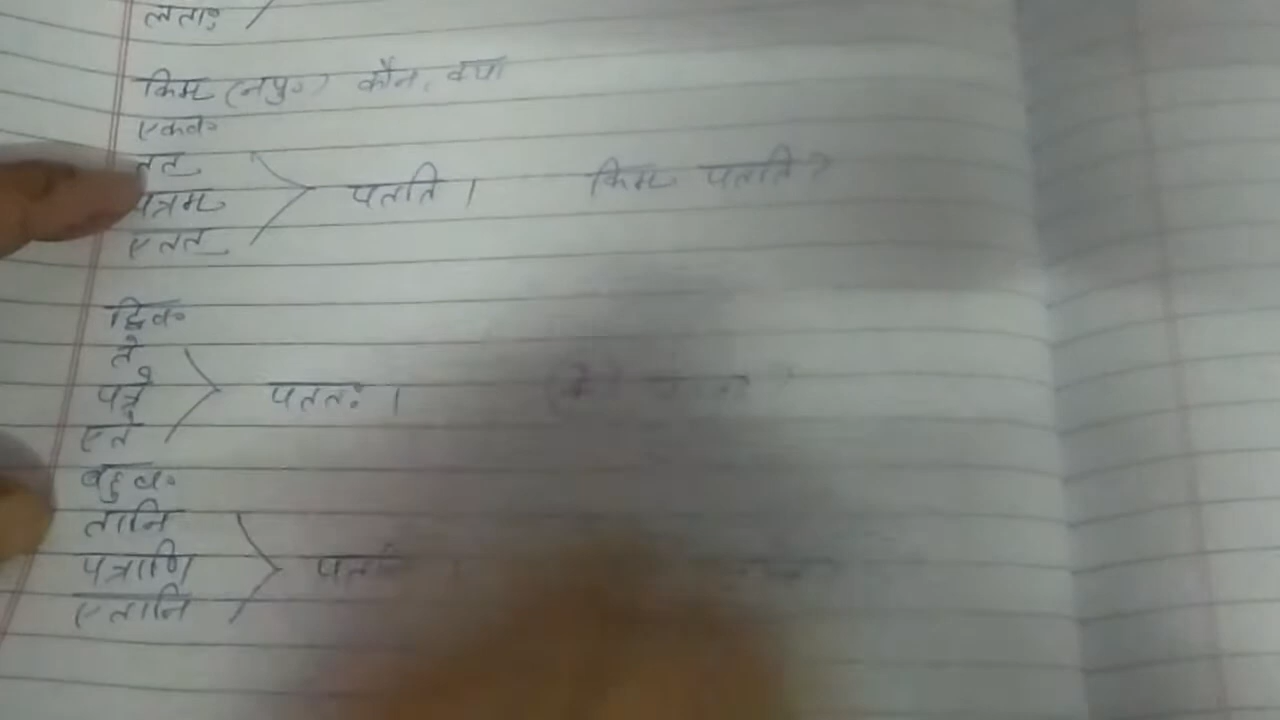 लताः
किम् (नपु०) कौन, क्या
एकव०
तत्
पत्रम् पतति । किम् पतति ?
एतत्
द्विव०
ते
पत्रे पततः ।
एते
बहुव०
तानि
पत्राणि
एतानि